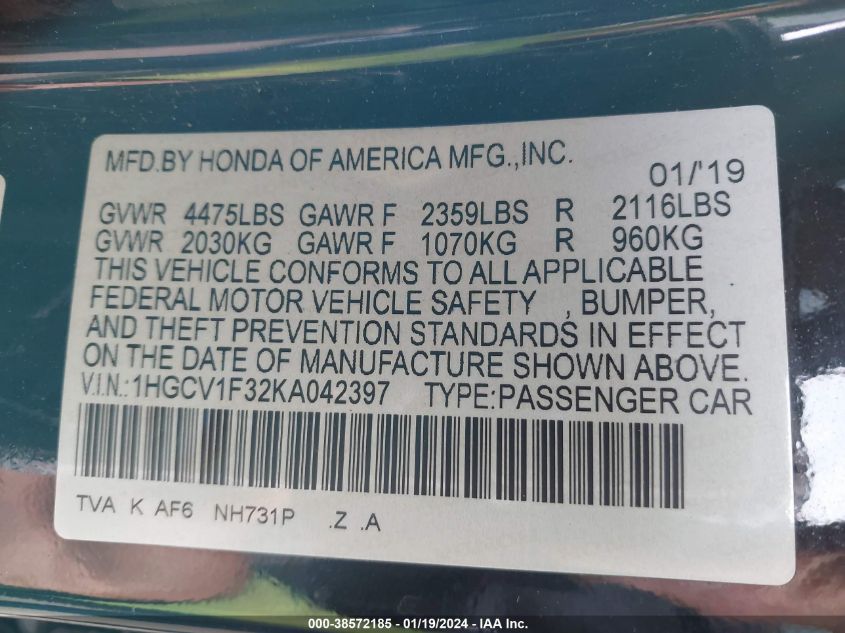 MFD.BY HONDA OF AMERICA MFG.,INC. 01/'19
GVWR 4475LBS GAWR F 2359LBS R 2116LBS
GVWR 2030KG GAWR F 1070KG R 960KG
THIS VEHICLE CONFORMS TO ALL APPLICABLE
FEDERAL MOTOR VEHICLE SAFETY , BUMPER,
AND THEFT PREVENTION STANDARDS IN EFFECT
ON THE DATE OF MANUFACTURE SHOWN ABOVE.
V.I.N.:1HGCV1F32KA042397 TYPE:PASSENGER CAR
TVA K AF6 NH731P .Z .A
000-38572185 - 01/19/2024 - IAA Inc.